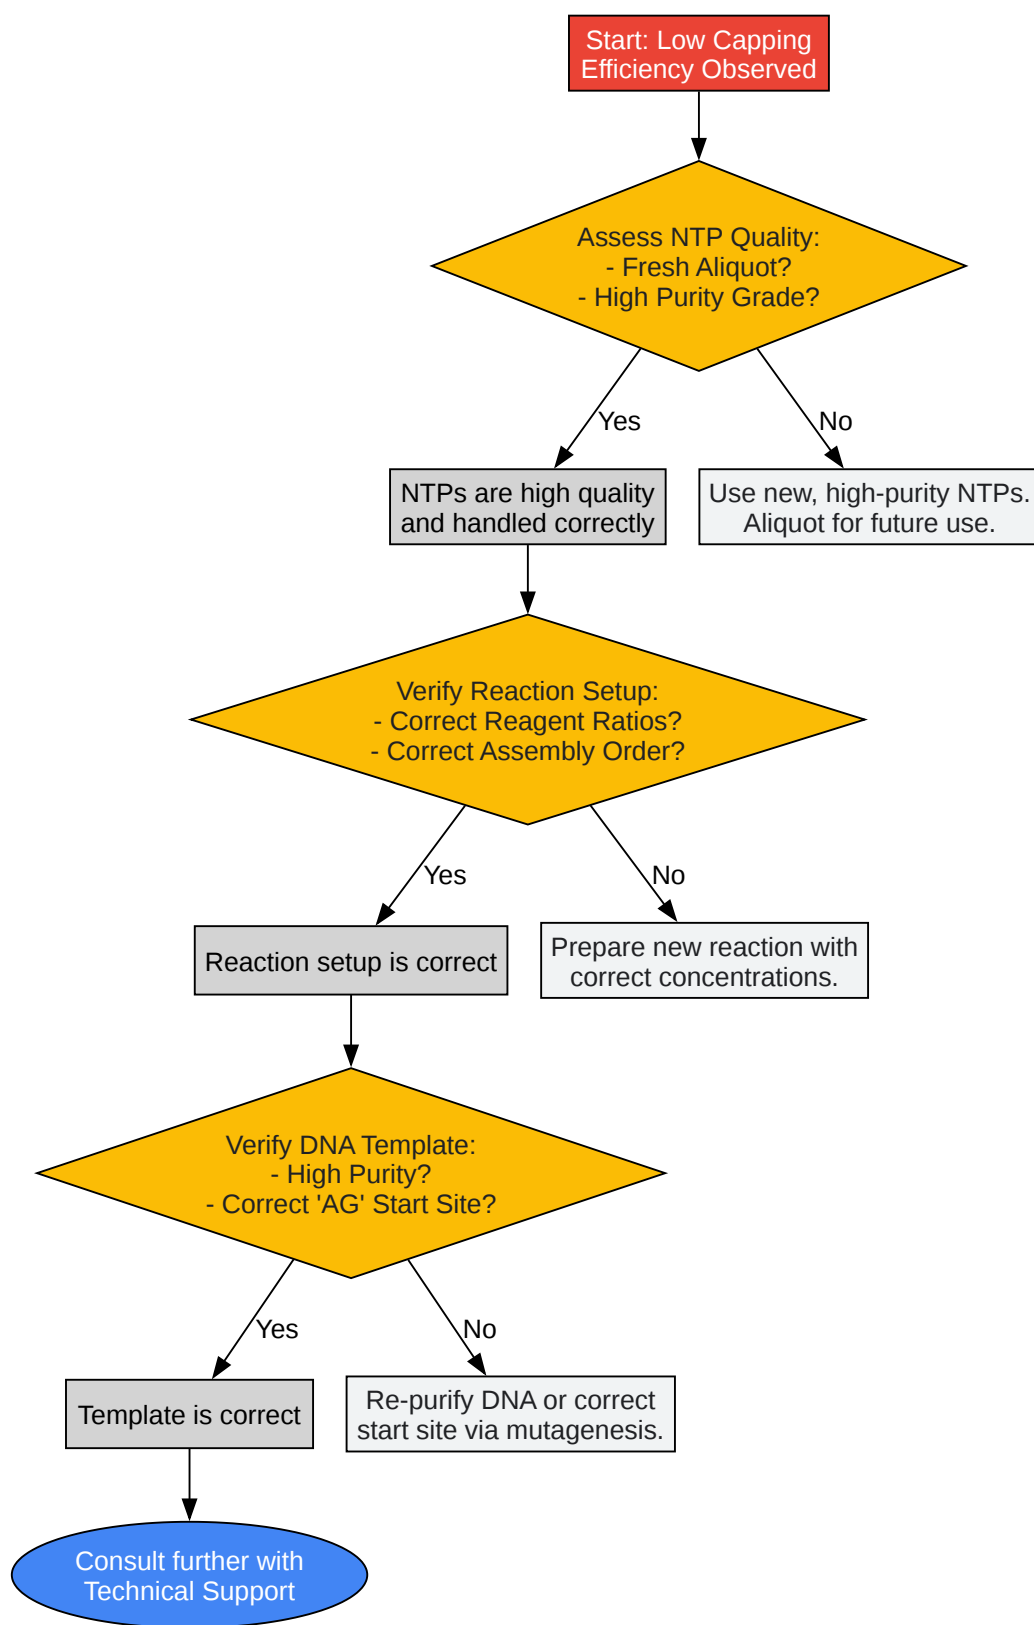 Start: Low Capping
Efficiency Observed
Assess NTP Quality:
- Fresh Aliquot?
- High Purity Grade?
Yes
No
NTPs are high quality
and handled correctly
Use new, high-purity NTPs.
Aliquot for future use.
Verify Reaction Setup:
- Correct Reagent Ratios?
- Correct Assembly Order?
Yes
No
Reaction setup is correct
Prepare new reaction with
correct concentrations.
Verify DNA Template:
- High Purity?
- Correct 'AG' Start Site?
Yes
No
Template is correct
Re-purify DNA or correct
start site via mutagenesis.
Consult further with
Technical Support